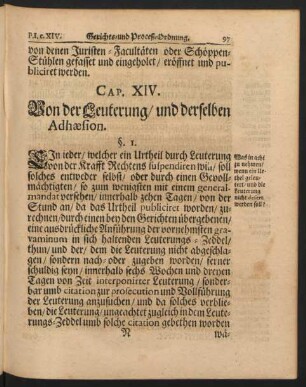 P.I.c.XIV. Gerichts- und Proceß-Ordnung. 97
von denen Juristen-Facultäten oder Schöppen-
Stühlen gefasset und eingeholet/ eröffnet und pu-
bliciret werden.
CAP. XIV.
Von der Leuterung/ und derselben
Adhæsion.
§. 1.
EIn ieder/ welcher ein Urtheil durch Leuterung
von der Krafft Rechtens suspendiren will/ soll
solches entweder selbst/ oder durch einen Gevoll-
mächtigten/ so zum wenigsten mit einem general-
mandat versehen/ innerhalb zehen Tagen/ von der
Stund an/ da das Urtheil publiciret worden/ zu-
rechnen/ durch einen bey den Gerichten übergebenen/
eine ausdrückliche Anführung der vornehmsten gra-
vaminum in sich haltenden Leuterungs-Zeddel/
thun/ und der/ dem die Leuterung nicht abgeschla-
gen/ sondern nach- oder zugeben worden/ ferner
schuldig seyn/ innerhalb sechs Wochen und dreyen
Tagen von Zeit interponirter Leuterung/ sonder-
bar umb citation zur prosecution und Vollführung
der Leuterung anzusuchen/ und da solches verblie-
ben/ die Leuterung/ ungeachtet zugleich in dem Leute-
rungs-Zeddel umb solche citation gebethen worden
N wä-
Was in acht
zu nehmen/
wenn ein Ur-
thel geleu-
tert/ und die
Leuterung
nicht desert
werden soll?